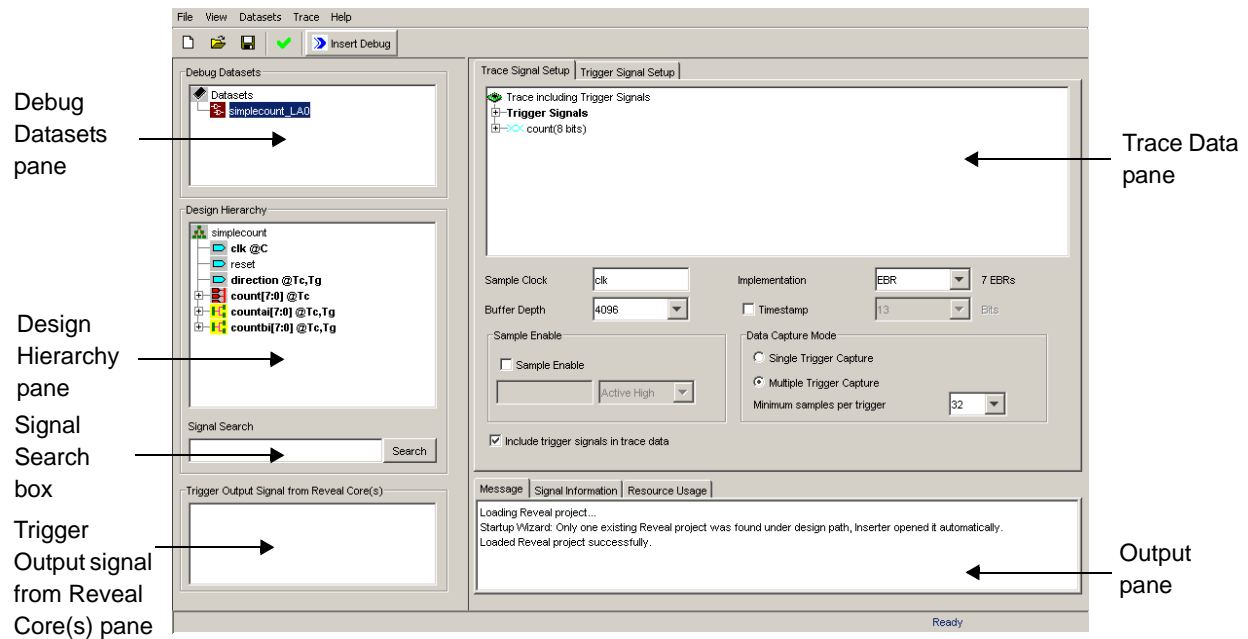 File View Datasets Trace Help
Insert Debug
Debug
Datasets
pane
Debug Datasets
Datasets
simplecount_LA0
Design
Hierarchy
pane
Design Hierarchy
simplecount
clk @C
reset
direction @Tc,Tg
count[7:0] @Tc
countai[7:0] @Tc,Tg
countbi[7:0] @Tc,Tg
Signal
Search
box
Signal Search
Search
Trigger
Output signal
from Reveal
Core(s) pane
Trigger Output Signal from Reveal Core(s)
Trace Signal Setup Trigger Signal Setup
Trace including Trigger Signals
Trigger Signals
count(8 bits)
Trace Data
pane
Sample Clock clk Implementation EBR 7 EBRs
Buffer Depth 4096 Timestamp 13 Bits
Sample Enable
Sample Enable
Active High
Data Capture Mode
Single Trigger Capture
Multiple Trigger Capture
Minimum samples per trigger 32
Include trigger signals in trace data
Message Signal Information Resource Usage
Loading Reveal project...
Startup Wizard: Only one existing Reveal project was found under design path, Inserter opened it automatically.
Loaded Reveal project successfully.
Output
pane
Ready